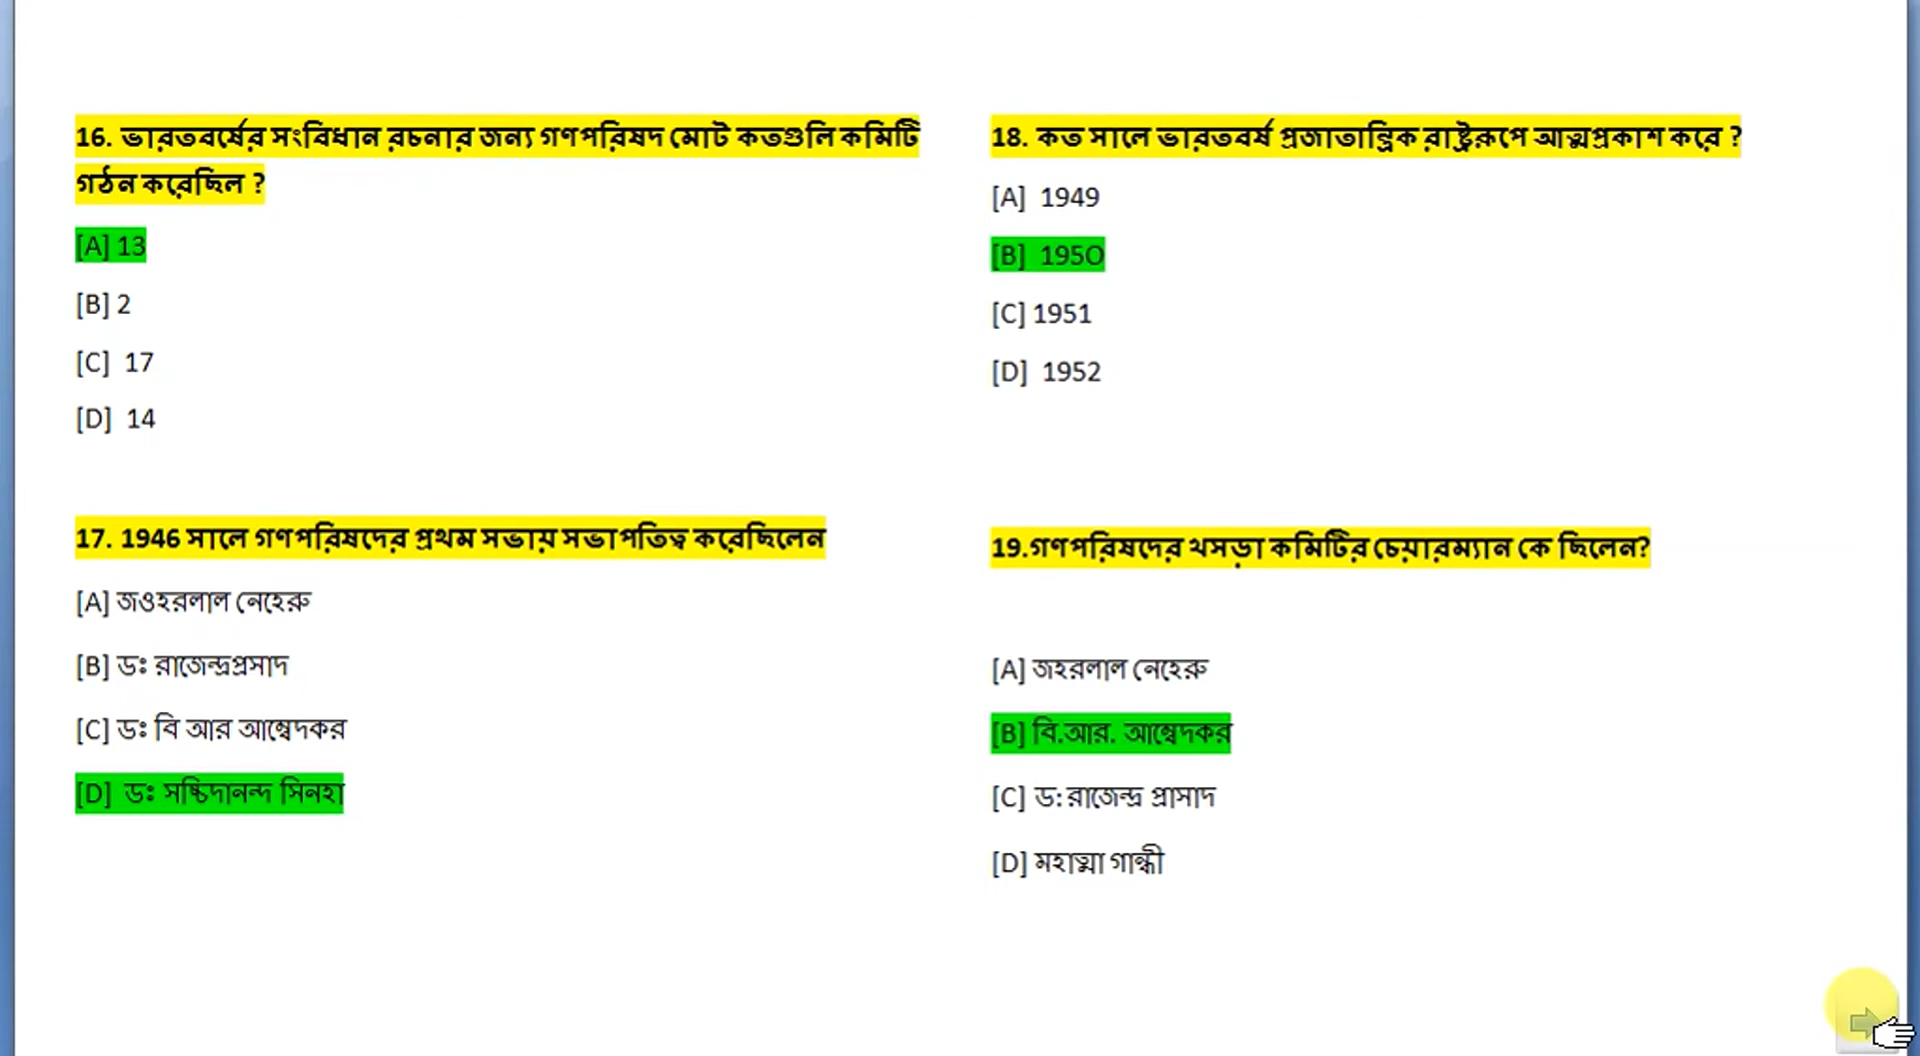 16. ভারতবর্ষের সংবিধান রচনার জন্য গণপরিষদ মোট কতগুলি কমিটি
গঠন করেছিল ?
[A] 13
[B] 2
[C] 17
[D] 14
17. 1946 সালে গণপরিষদের প্রথম সভায় সভাপতিত্ব করেছিলেন
[A] জওহরলাল নেহেরু
[B] ডঃ রাজেন্দ্রপ্রসাদ
[C] ডঃ বি আর আম্বেদকর
[D] ডঃ সচ্চিদানন্দ সিনহা
18. কত সালে ভারতবর্ষ প্রজাতান্ত্রিক রাষ্ট্ররূপে আত্মপ্রকাশ করে ?
[A] 1949
[B] 195O
[C] 1951
[D] 1952
19.গণপরিষদের খসড়া কমিটির চেয়ারম্যান কে ছিলেন?
[A] জহরলাল নেহেরু
[B] বি.আর. আম্বেদকর
[C] ড: রাজেন্দ্র প্রাসাদ
[D] মহাত্মা গান্ধী